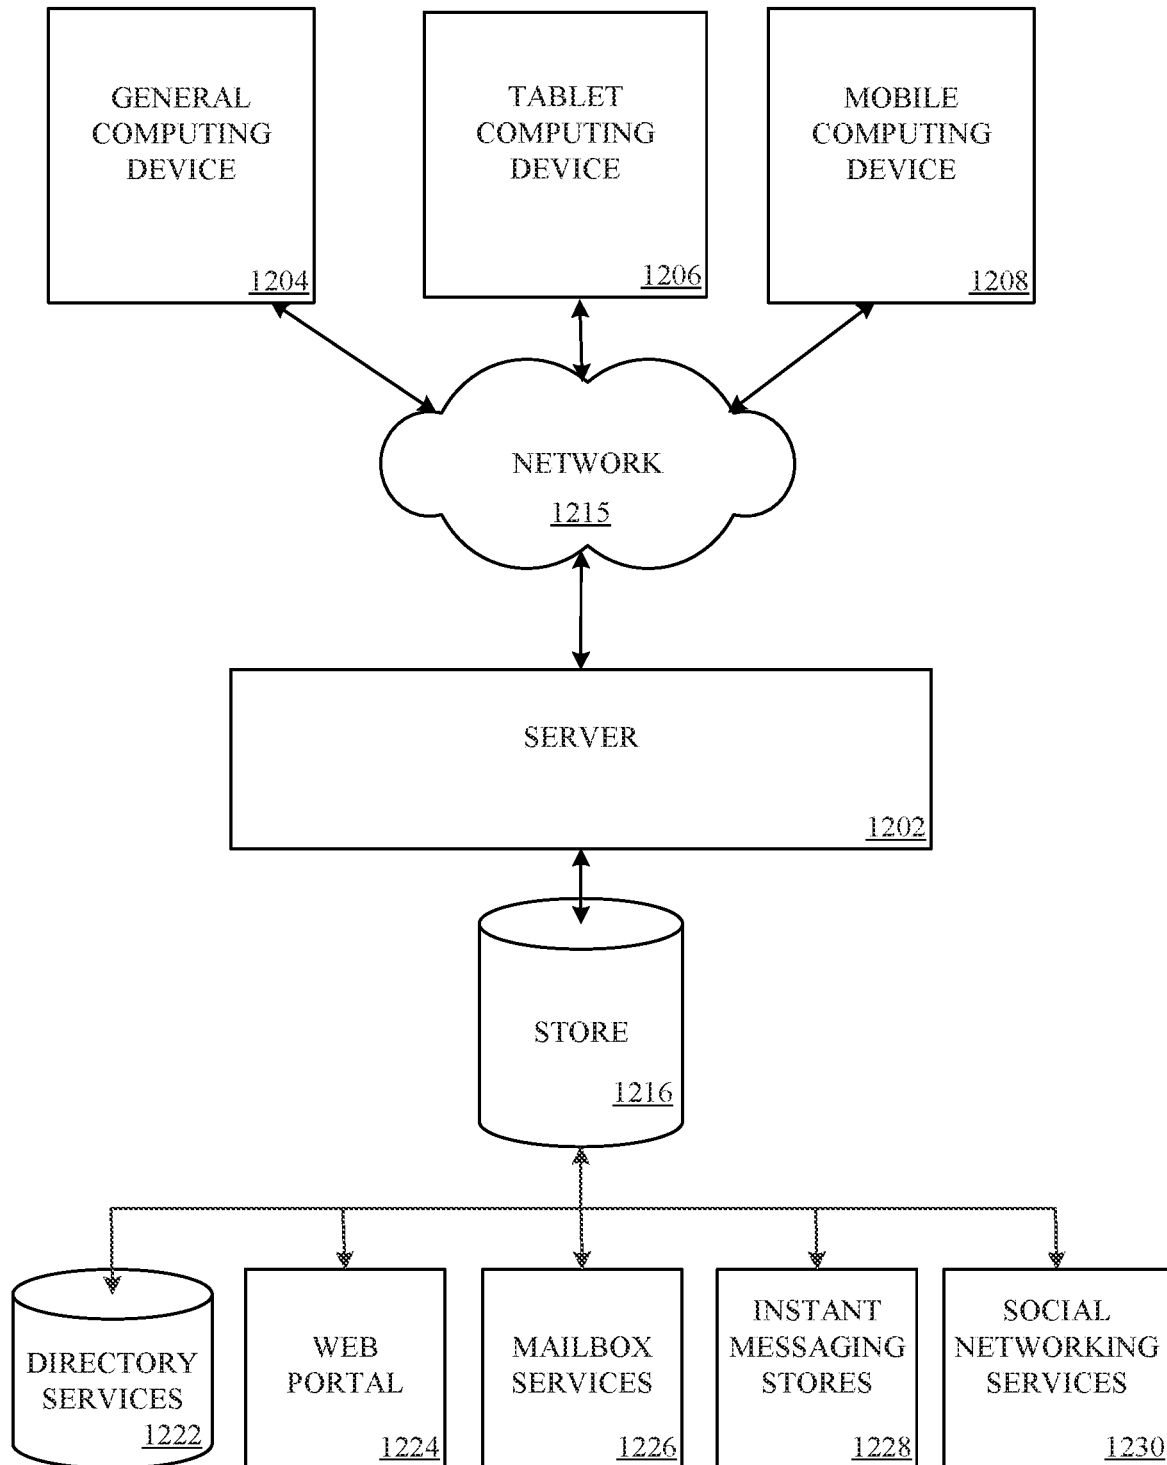 GENERAL
COMPUTING
DEVICE
1204
TABLET
COMPUTING
DEVICE
1206
MOBILE
COMPUTING
DEVICE
1208
NETWORK
1215
SERVER
1202
STORE
1216
DIRECTORY
SERVICES
1222
WEB
PORTAL
1224
MAILBOX
SERVICES
1226
INSTANT
MESSAGING
STORES
1228
SOCIAL
NETWORKING
SERVICES
1230